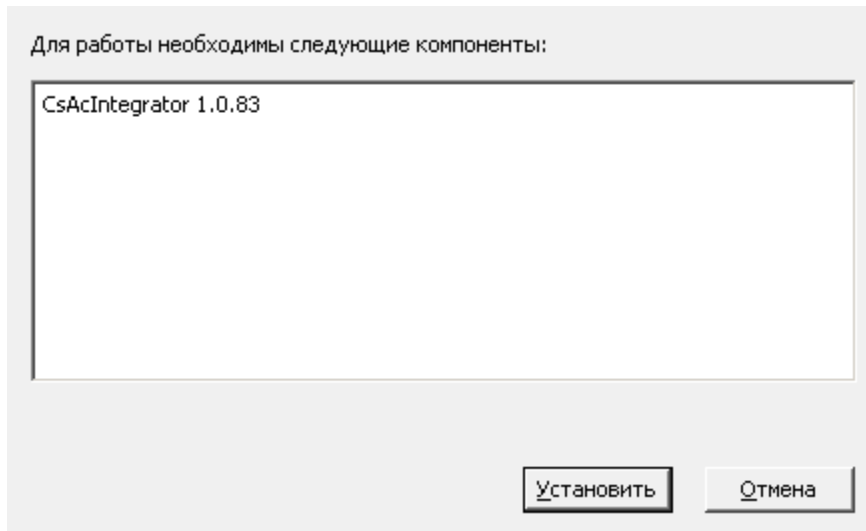 Для работы необходимы следующие компоненты:
CsAcIntegrator 1.0.83
Установить
Отмена